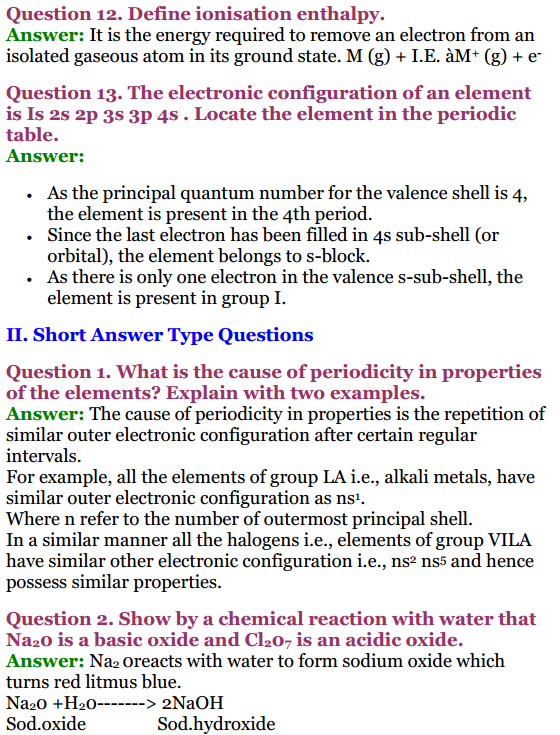 Question 12. Define ionisation enthalpy.
Answer: It is the energy required to remove an electron from an
isolated gaseous atom in its ground state. M (g) + I.E. àM⁺ (g) + e⁻
Question 13. The electronic configuration of an element
is Is 2s 2p 3s 3p 4s . Locate the element in the periodic
table.
Answer:
• As the principal quantum number for the valence shell is 4,
the element is present in the 4th period.
• Since the last electron has been filled in 4s sub-shell (or
orbital), the element belongs to s-block.
• As there is only one electron in the valence s-sub-shell, the
element is present in group I.
II. Short Answer Type Questions
Question 1. What is the cause of periodicity in properties
of the elements? Explain with two examples.
Answer: The cause of periodicity in properties is the repetition of
similar outer electronic configuration after certain regular
intervals.
For example, all the elements of group LA i.e., alkali metals, have
similar outer electronic configuration as ns¹.
Where n refer to the number of outermost principal shell.
In a similar manner all the halogens i.e., elements of group VILA
have similar other electronic configuration i.e., ns² ns⁵ and hence
possess similar properties.
Question 2. Show by a chemical reaction with water that
Na₂0 is a basic oxide and Cl₂0₇ is an acidic oxide.
Answer: Na₂ oreacts with water to form sodium oxide which
turns red litmus blue.
Na₂0 +H₂0-------> 2NaOH
Sod.oxide Sod.hydroxide